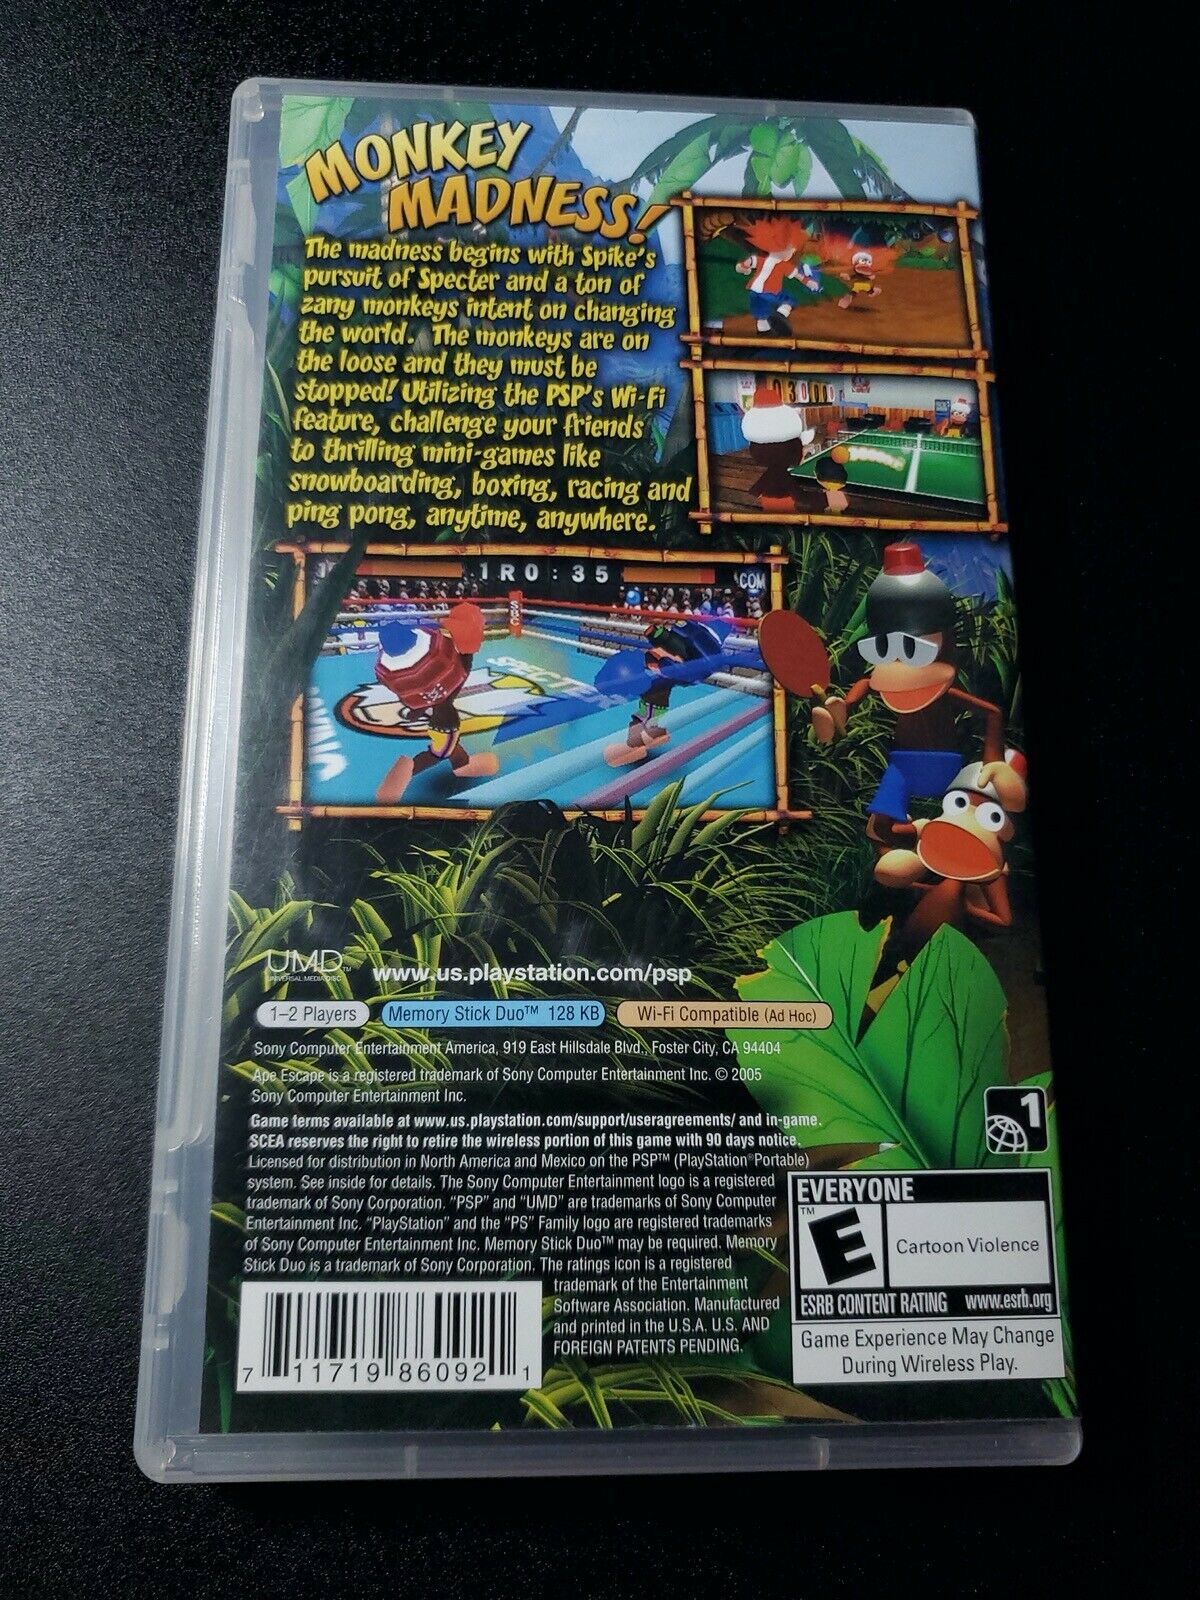 MONKEY
MADNESS!
The madness begins with Spike's
pursuit of Specter and a ton of
zany monkeys intent on changing
the world. The monkeys are on
the loose and they must be
stopped! Utilizing the PSP's Wi-Fi
feature, challenge your friends
to thrilling mini-games like
snowboarding, boxing, racing and
ping pong, anytime, anywhere.
1R0:35
COM
UMD™
UNIVERSAL MEDIA DISC
www.us.playstation.com/psp
1–2 Players
Memory Stick Duo™ 128 KB
Wi-Fi Compatible (Ad Hoc)
Sony Computer Entertainment America, 919 East Hillsdale Blvd., Foster City, CA 94404
Ape Escape is a registered trademark of Sony Computer Entertainment Inc. © 2005
Sony Computer Entertainment Inc.
Game terms available at www.us.playstation.com/support/useragreements/ and in-game.
SCEA reserves the right to retire the wireless portion of this game with 90 days notice.
Licensed for distribution in North America and Mexico on the PSP™ (PlayStation®Portable)
system. See inside for details. The Sony Computer Entertainment logo is a registered
trademark of Sony Corporation. "PSP" and "UMD" are trademarks of Sony Computer
Entertainment Inc. "PlayStation" and the "PS" Family logo are registered trademarks
of Sony Computer Entertainment Inc. Memory Stick Duo™ may be required. Memory
Stick Duo is a trademark of Sony Corporation. The ratings icon is a registered
trademark of the Entertainment
Software Association. Manufactured
and printed in the U.S.A. U.S. AND
FOREIGN PATENTS PENDING.
7 11719 86092 1
1
EVERYONE
™
E
Cartoon Violence
ESRB CONTENT RATING www.esrb.org
Game Experience May Change
During Wireless Play.